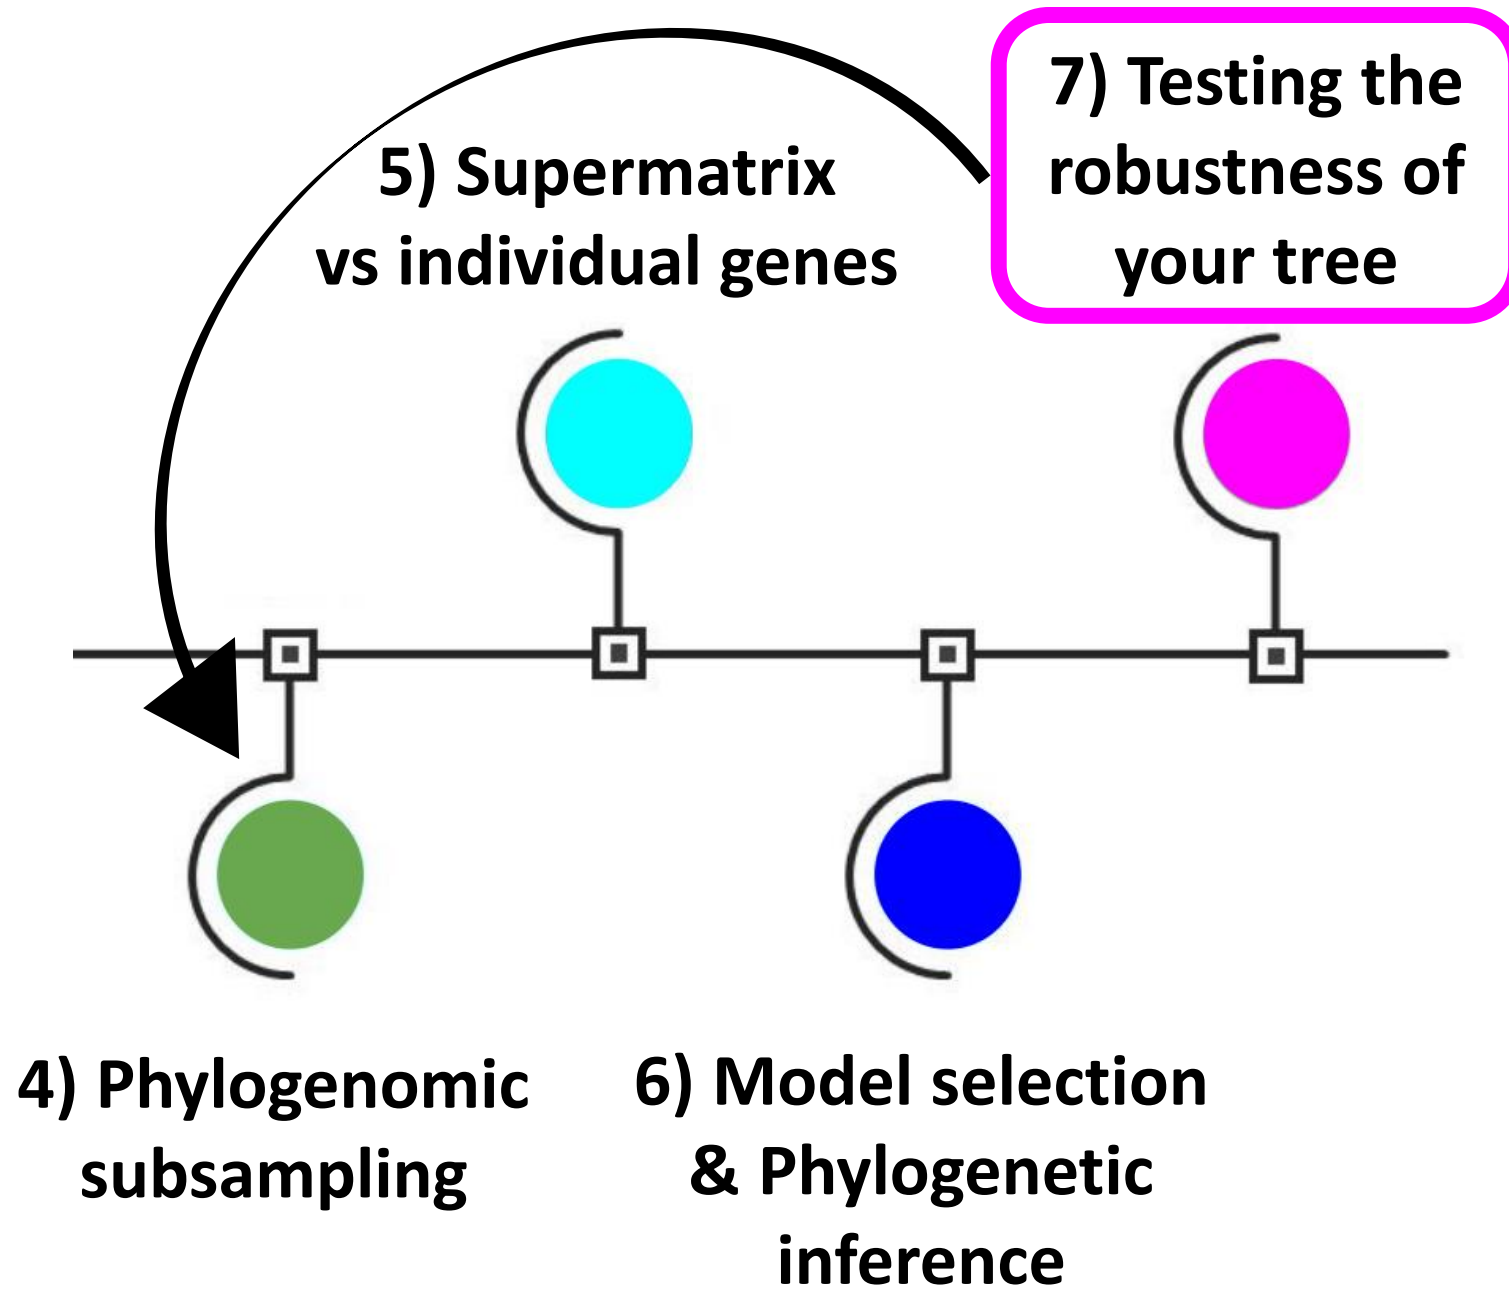 5) Supermatrix
vs individual genes
7) Testing the
robustness of
your tree
4) Phylogenomic
subsampling
6) Model selection
& Phylogenetic
inference